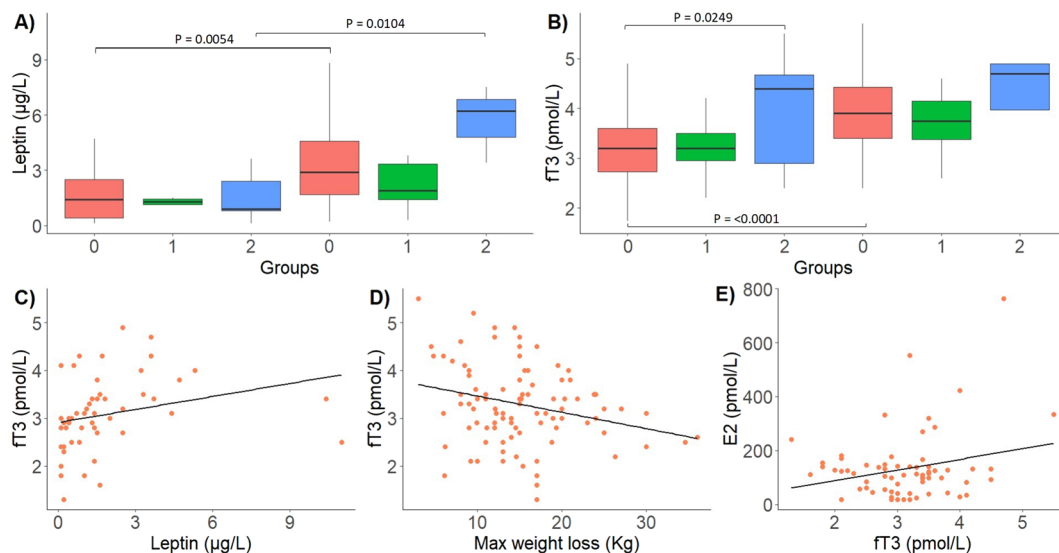 A)
P = 0.0054
P = 0.0104
Leptin (µg/L)
9
6
3
0
0 1 2 0 1 2
Groups
B)
P = 0.0249
fT3 (pmol/L)
5
4
3
2
P = <0.0001
0 1 2 0 1 2
Groups
C)
fT3 (pmol/L)
5
4
3
2
0 3 6 9
Leptin (µg/L)
D)
fT3 (pmol/L)
5
4
3
2
10 20 30
Max weight loss (Kg)
E)
E2 (pmol/L)
800
600
400
200
0
2 3 4 5
fT3 (pmol/L)